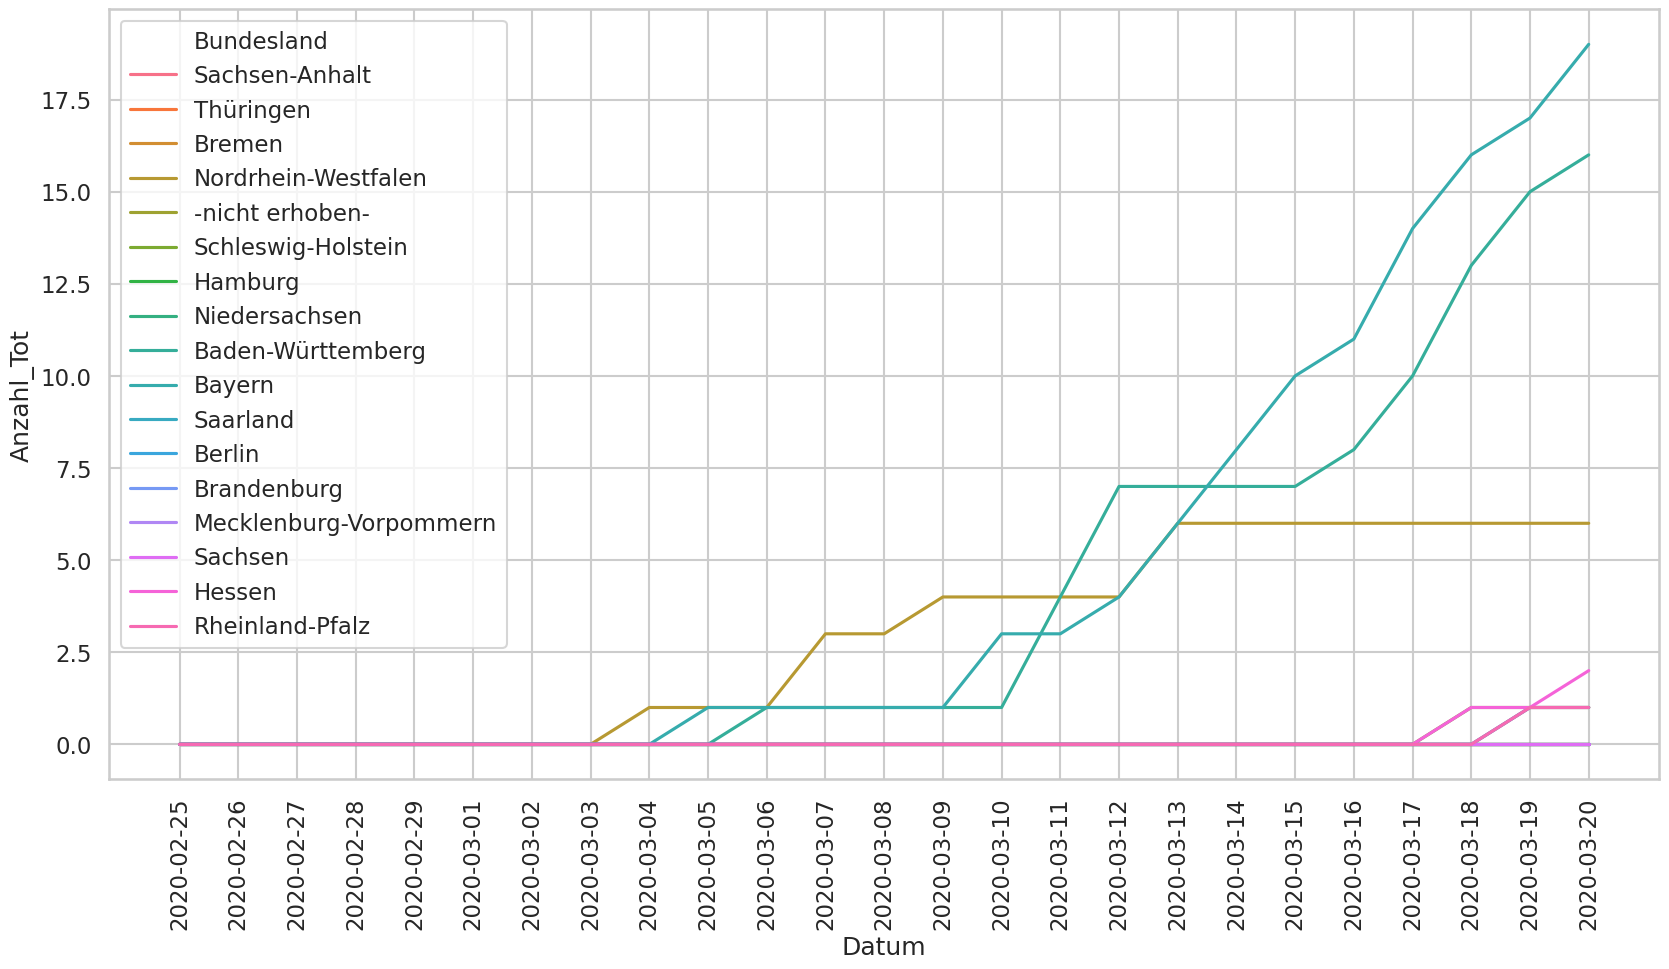 Bundesland
Sachsen-Anhalt
Thüringen
Bremen
Nordrhein-Westfalen
-nicht erhoben-
Schleswig-Holstein
Hamburg
Niedersachsen
Baden-Württemberg
Bayern
Saarland
Berlin
Brandenburg
Mecklenburg-Vorpommern
Sachsen
Hessen
Rheinland-Pfalz
Anzahl_Tot
17.5
15.0
12.5
10.0
7.5
5.0
2.5
0.0
2020-02-25
2020-02-26
2020-02-27
2020-02-28
2020-02-29
2020-03-01
2020-03-02
2020-03-03
2020-03-04
2020-03-05
2020-03-06
2020-03-07
2020-03-08
2020-03-09
2020-03-10
2020-03-11
2020-03-12
2020-03-13
2020-03-14
2020-03-15
2020-03-16
2020-03-17
2020-03-18
2020-03-19
2020-03-20
Datum